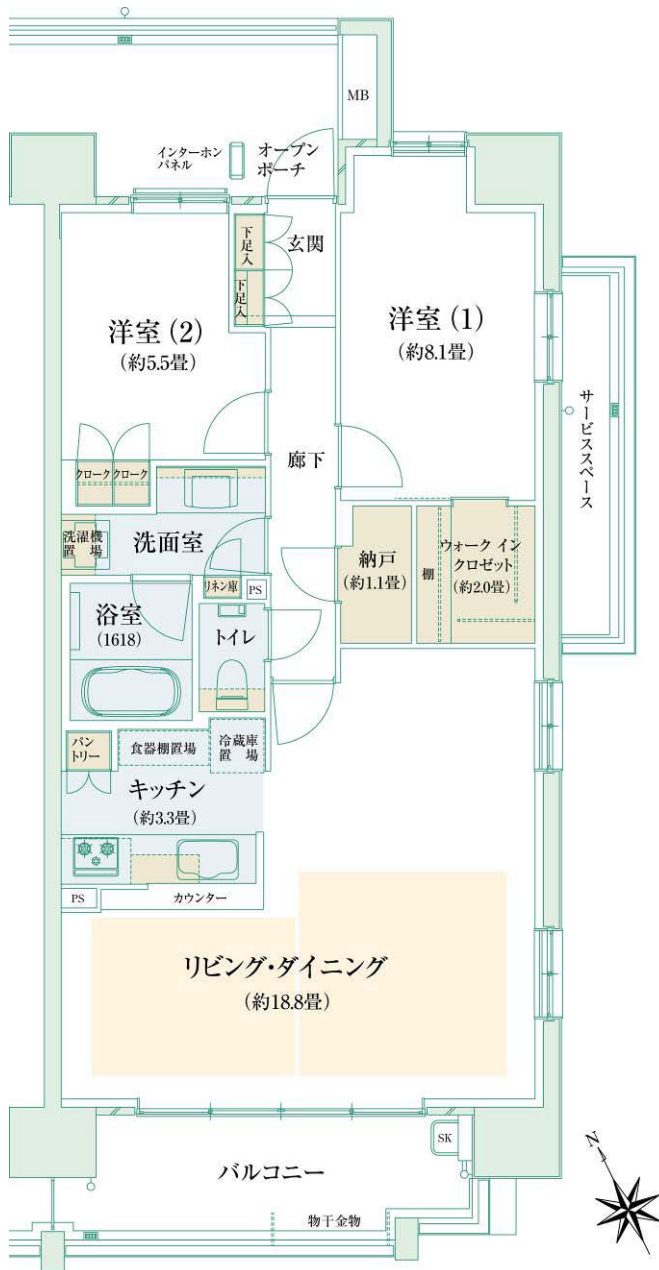 MB
インターホン
パネル
オープン
ポーチ
下足入
玄関
下足入
洋室 (2)
(約5.5畳)
洋室 (1)
(約8.1畳)
サービススペース
廊下
クローク
クローク
洗濯機
置場
洗面室
納戸
(約1.1畳)
棚
ウォーク イン
クロゼット
(約2.0畳)
リネン庫
PS
浴室
(1618)
トイレ
パン
トリー
食器棚置場
冷蔵庫
置場
キッチン
(約3.3畳)
PS
カウンター
リビング・ダイニング
(約18.8畳)
SK
バルコニー
物干金物
N